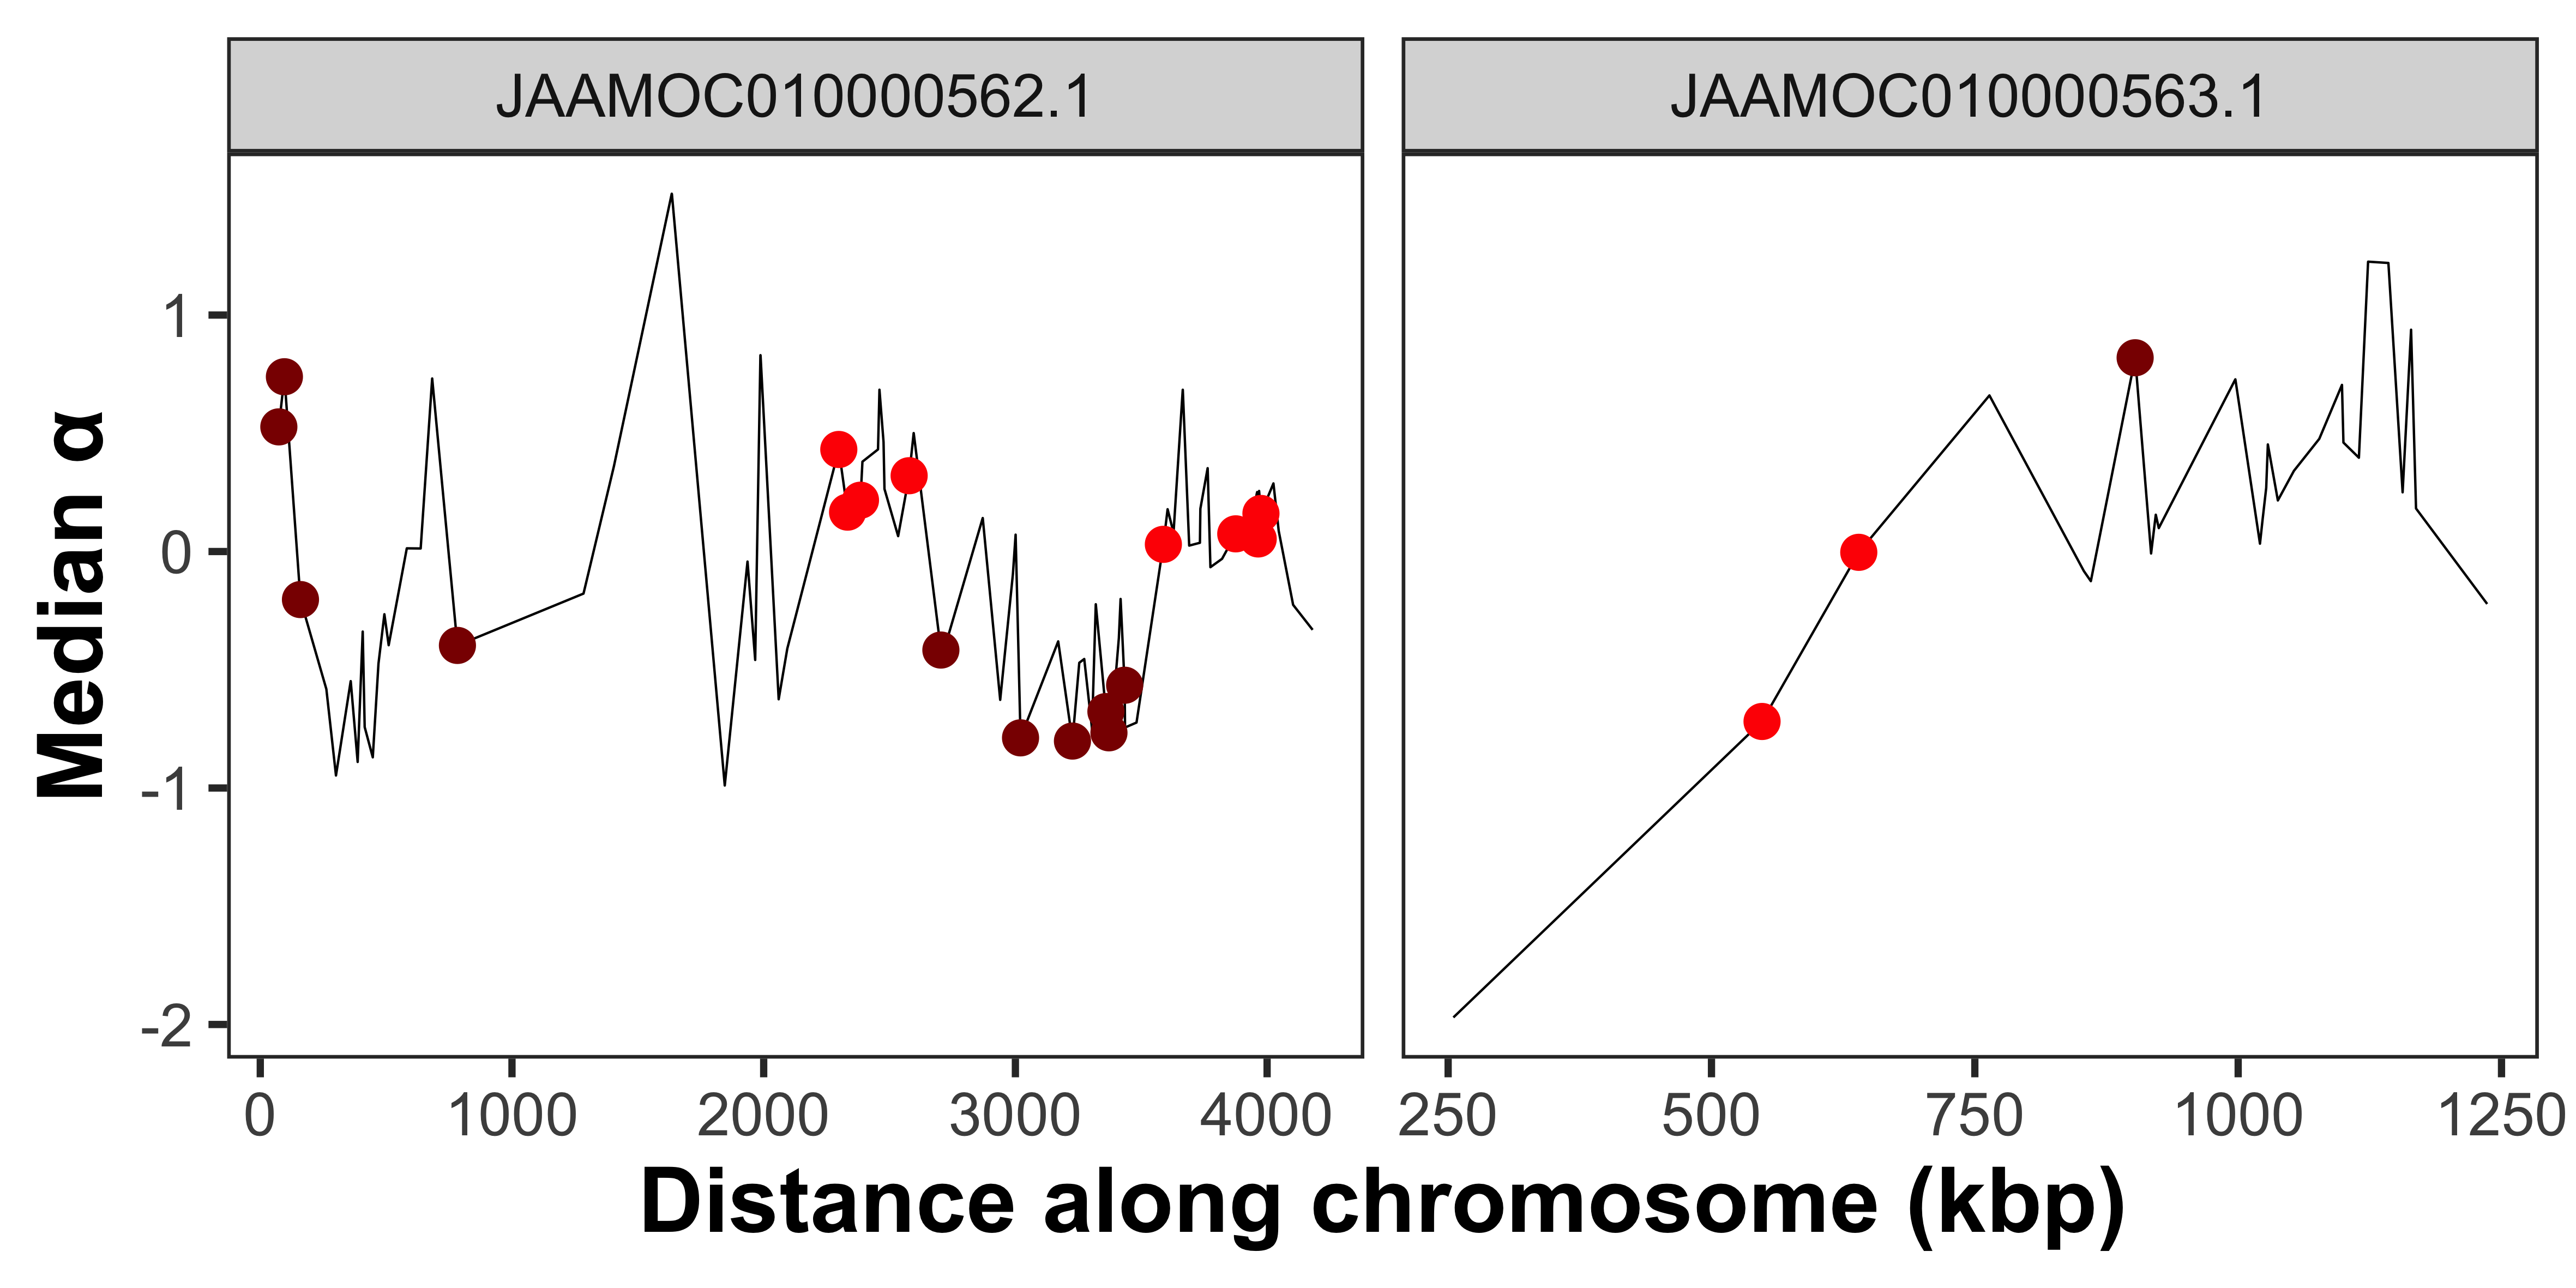 JAAMOC010000562.1 JAAMOC010000563.1
Median α
1
0
-1
-2
0 1000 2000 3000 4000 250 500 750 1000 1250
Distance along chromosome (kbp)